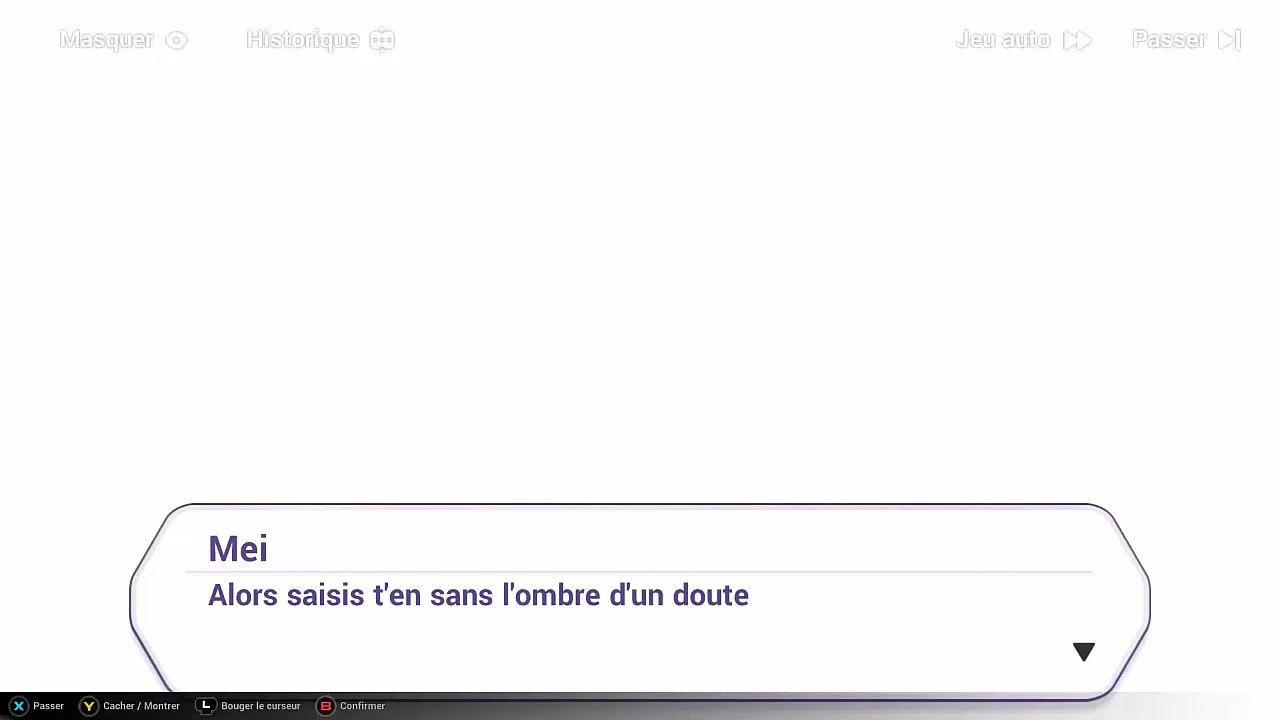 Masquer Historique Jeu auto Passer
Mei
Alors saisis t'en sans l'ombre d'un doute
X Passer Y Cacher / Montrer L Bouger le curseur B Confirmer